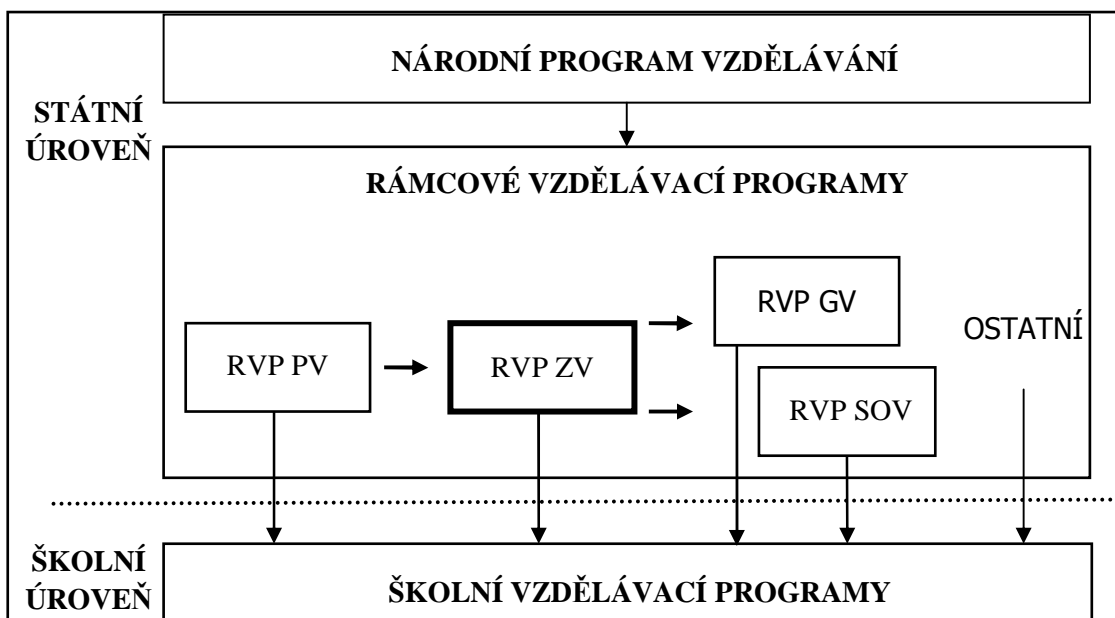 NÁRODNÍ PROGRAM VZDĚLÁVÁNÍ
STÁTNÍ
ÚROVEŇ
RÁMCOVÉ VZDĚLÁVACÍ PROGRAMY
RVP PV
RVP ZV
RVP GV
RVP SOV
OSTATNÍ
ŠKOLNÍ
ÚROVEŇ
ŠKOLNÍ VZDĚLÁVACÍ PROGRAMY